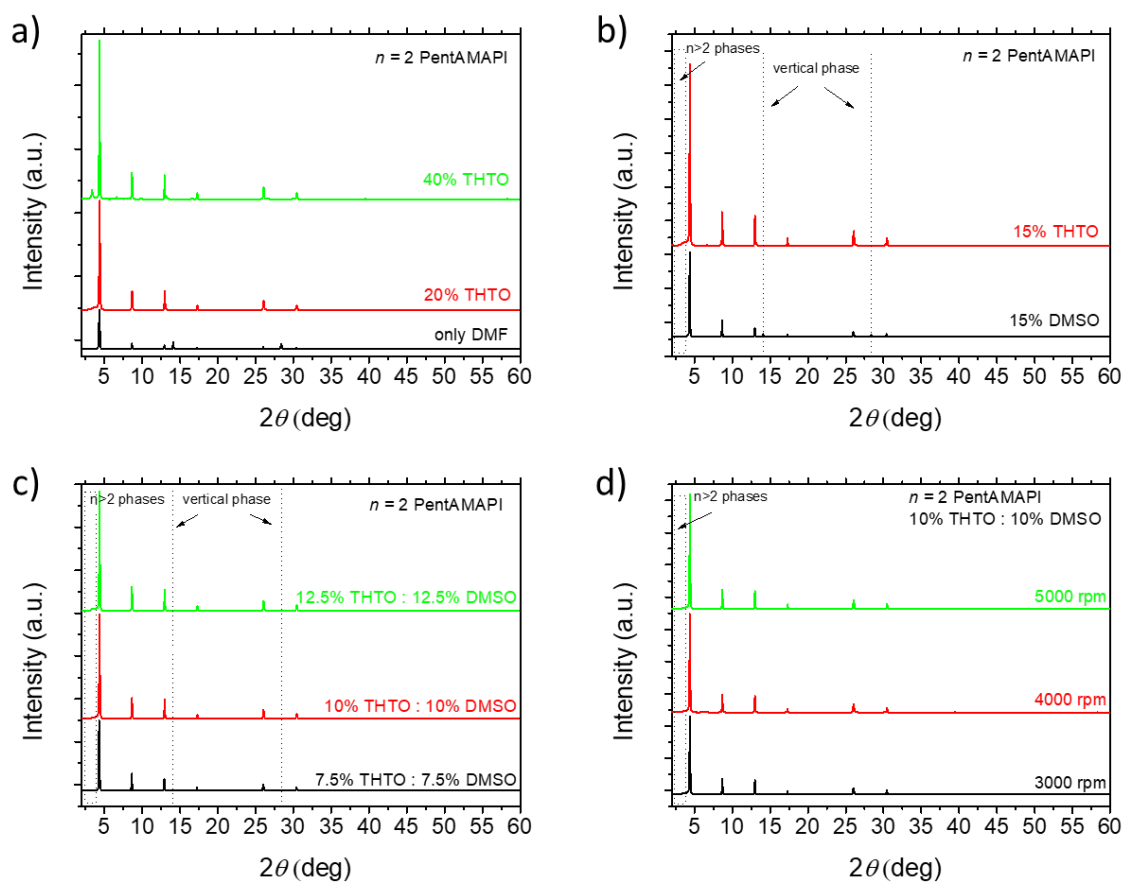 a)
n = 2 PentAMAPI
40% THTO
20% THTO
only DMF
Intensity (a.u.)
5 10 15 20 25 30 35 40 45 50 55 60
2θ (deg)
b)
n>2 phases
n = 2 PentAMAPI
vertical phase
15% THTO
15% DMSO
Intensity (a.u.)
5 10 15 20 25 30 35 40 45 50 55 60
2θ (deg)
c)
n>2 phases
vertical phase
n = 2 PentAMAPI
12.5% THTO : 12.5% DMSO
10% THTO : 10% DMSO
7.5% THTO : 7.5% DMSO
Intensity (a.u.)
5 10 15 20 25 30 35 40 45 50 55 60
2θ (deg)
d)
n = 2 PentAMAPI
n>2 phases
10% THTO : 10% DMSO
5000 rpm
4000 rpm
3000 rpm
Intensity (a.u.)
5 10 15 20 25 30 35 40 45 50 55 60
2θ (deg)